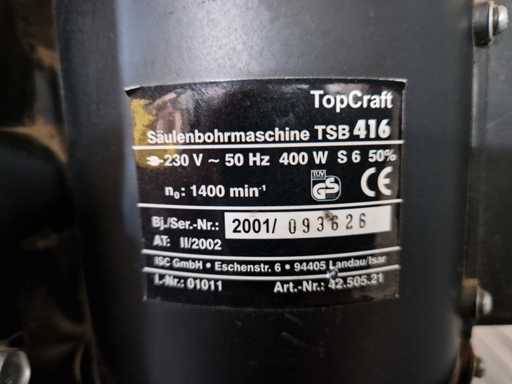 TopCraft
Säulenbohrmaschine TSB 416
230 V ~ 50 Hz 400 W S 6 50%
n₀: 1400 min⁻¹
TÜV
GS
CE
Bj./Ser.-Nr.: 2001/ 093626
AT: II/2002
ISC GmbH • Eschenstr. 6 • 94405 Landau/Isar
I.-Nr.: 01011 Art.-Nr.: 42.505.21